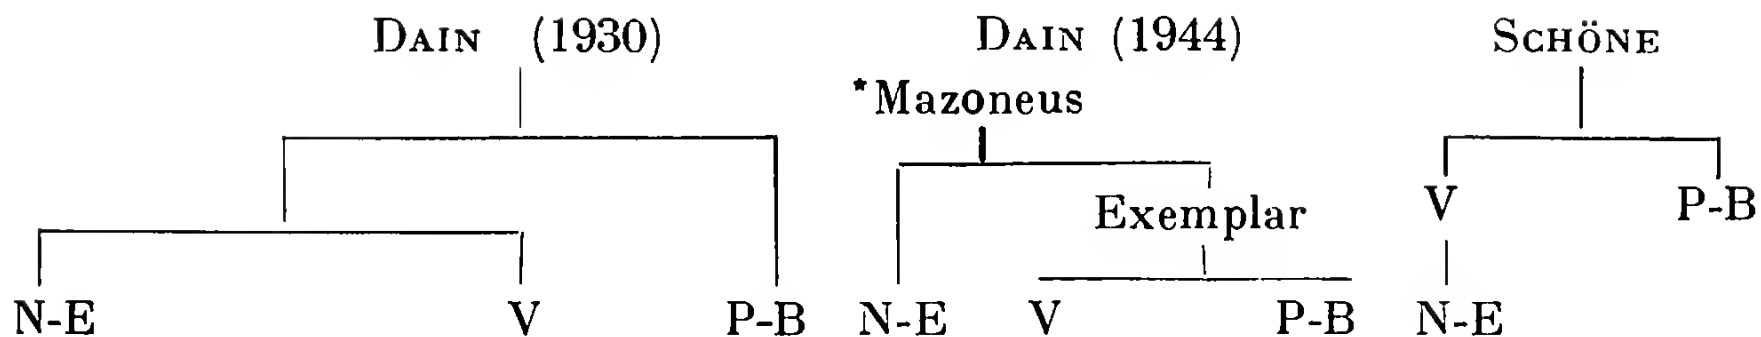 DAIN (1930) DAIN (1944) SCHÖNE
*Mazoneus
V P-B
Exemplar
N-E V P-B N-E V P-B N-E